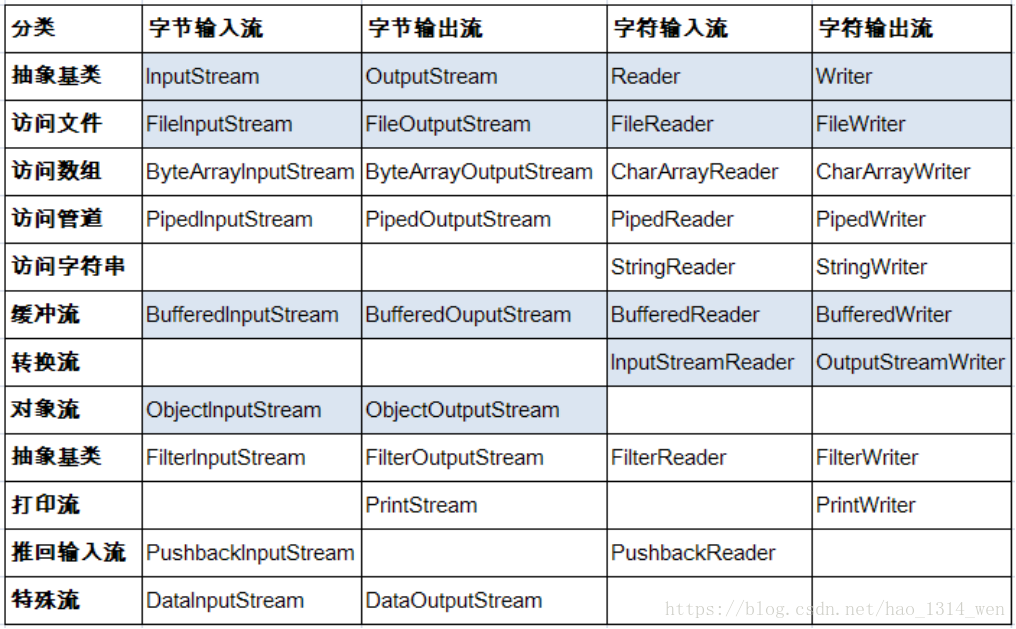 分类 字节输入流 字节输出流 字符输入流 字符输出流
抽象基类 InputStream OutputStream Reader Writer
访问文件 FileInputStream FileOutputStream FileReader FileWriter
访问数组 ByteArrayInputStream ByteArrayOutputStream CharArrayReader CharArrayWriter
访问管道 PipedInputStream PipedOutputStream PipedReader PipedWriter
访问字符串 StringReader StringWriter
缓冲流 BufferedInputStream BufferedOuputStream BufferedReader BufferedWriter
转换流 InputStreamReader OutputStreamWriter
对象流 ObjectInputStream ObjectOutputStream
抽象基类 FilterInputStream FilterOutputStream FilterReader FilterWriter
打印流 PrintStream PrintWriter
推回输入流 PushbackInputStream PushbackReader
特殊流 DataInputStream DataOutputStream
https://blog.csdn.net/hao_1314_wen